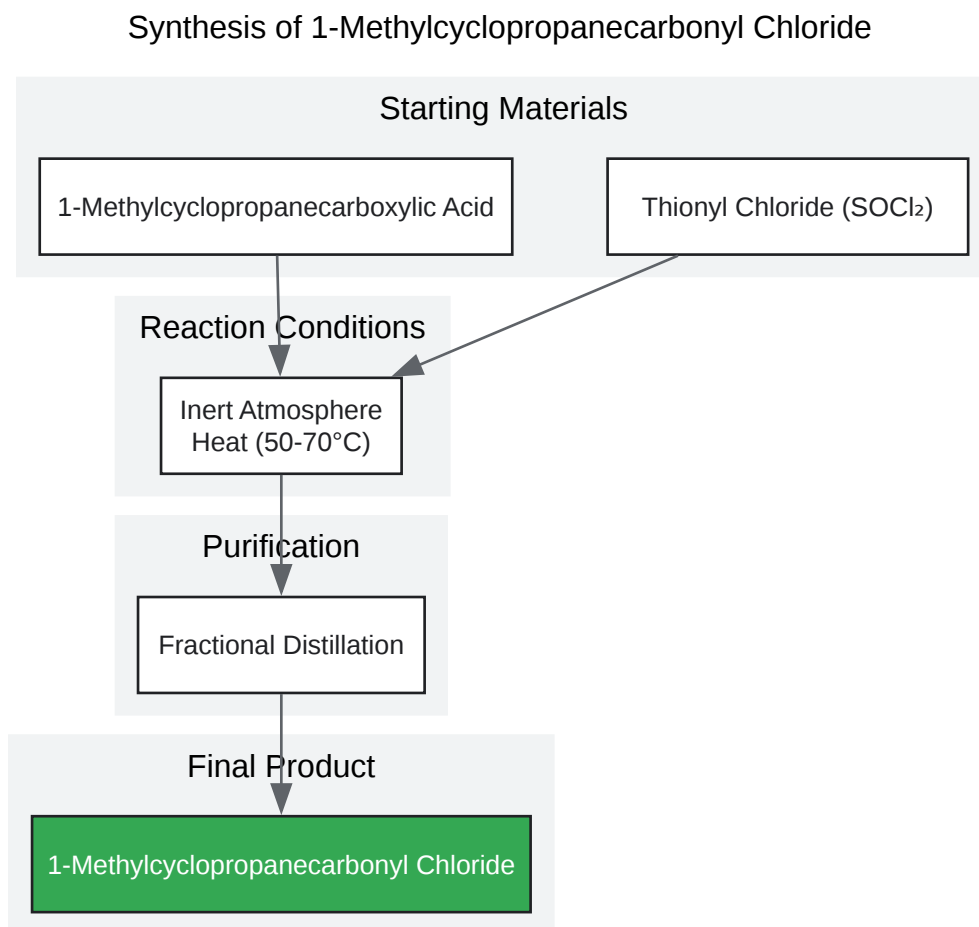 Synthesis of 1-Methylcyclopropanecarbonyl Chloride
Starting Materials
1-Methylcyclopropanecarboxylic Acid
Thionyl Chloride (SOCl₂)
Reaction Conditions
Inert Atmosphere
Heat (50-70°C)
Purification
Fractional Distillation
Final Product
1-Methylcyclopropanecarbonyl Chloride